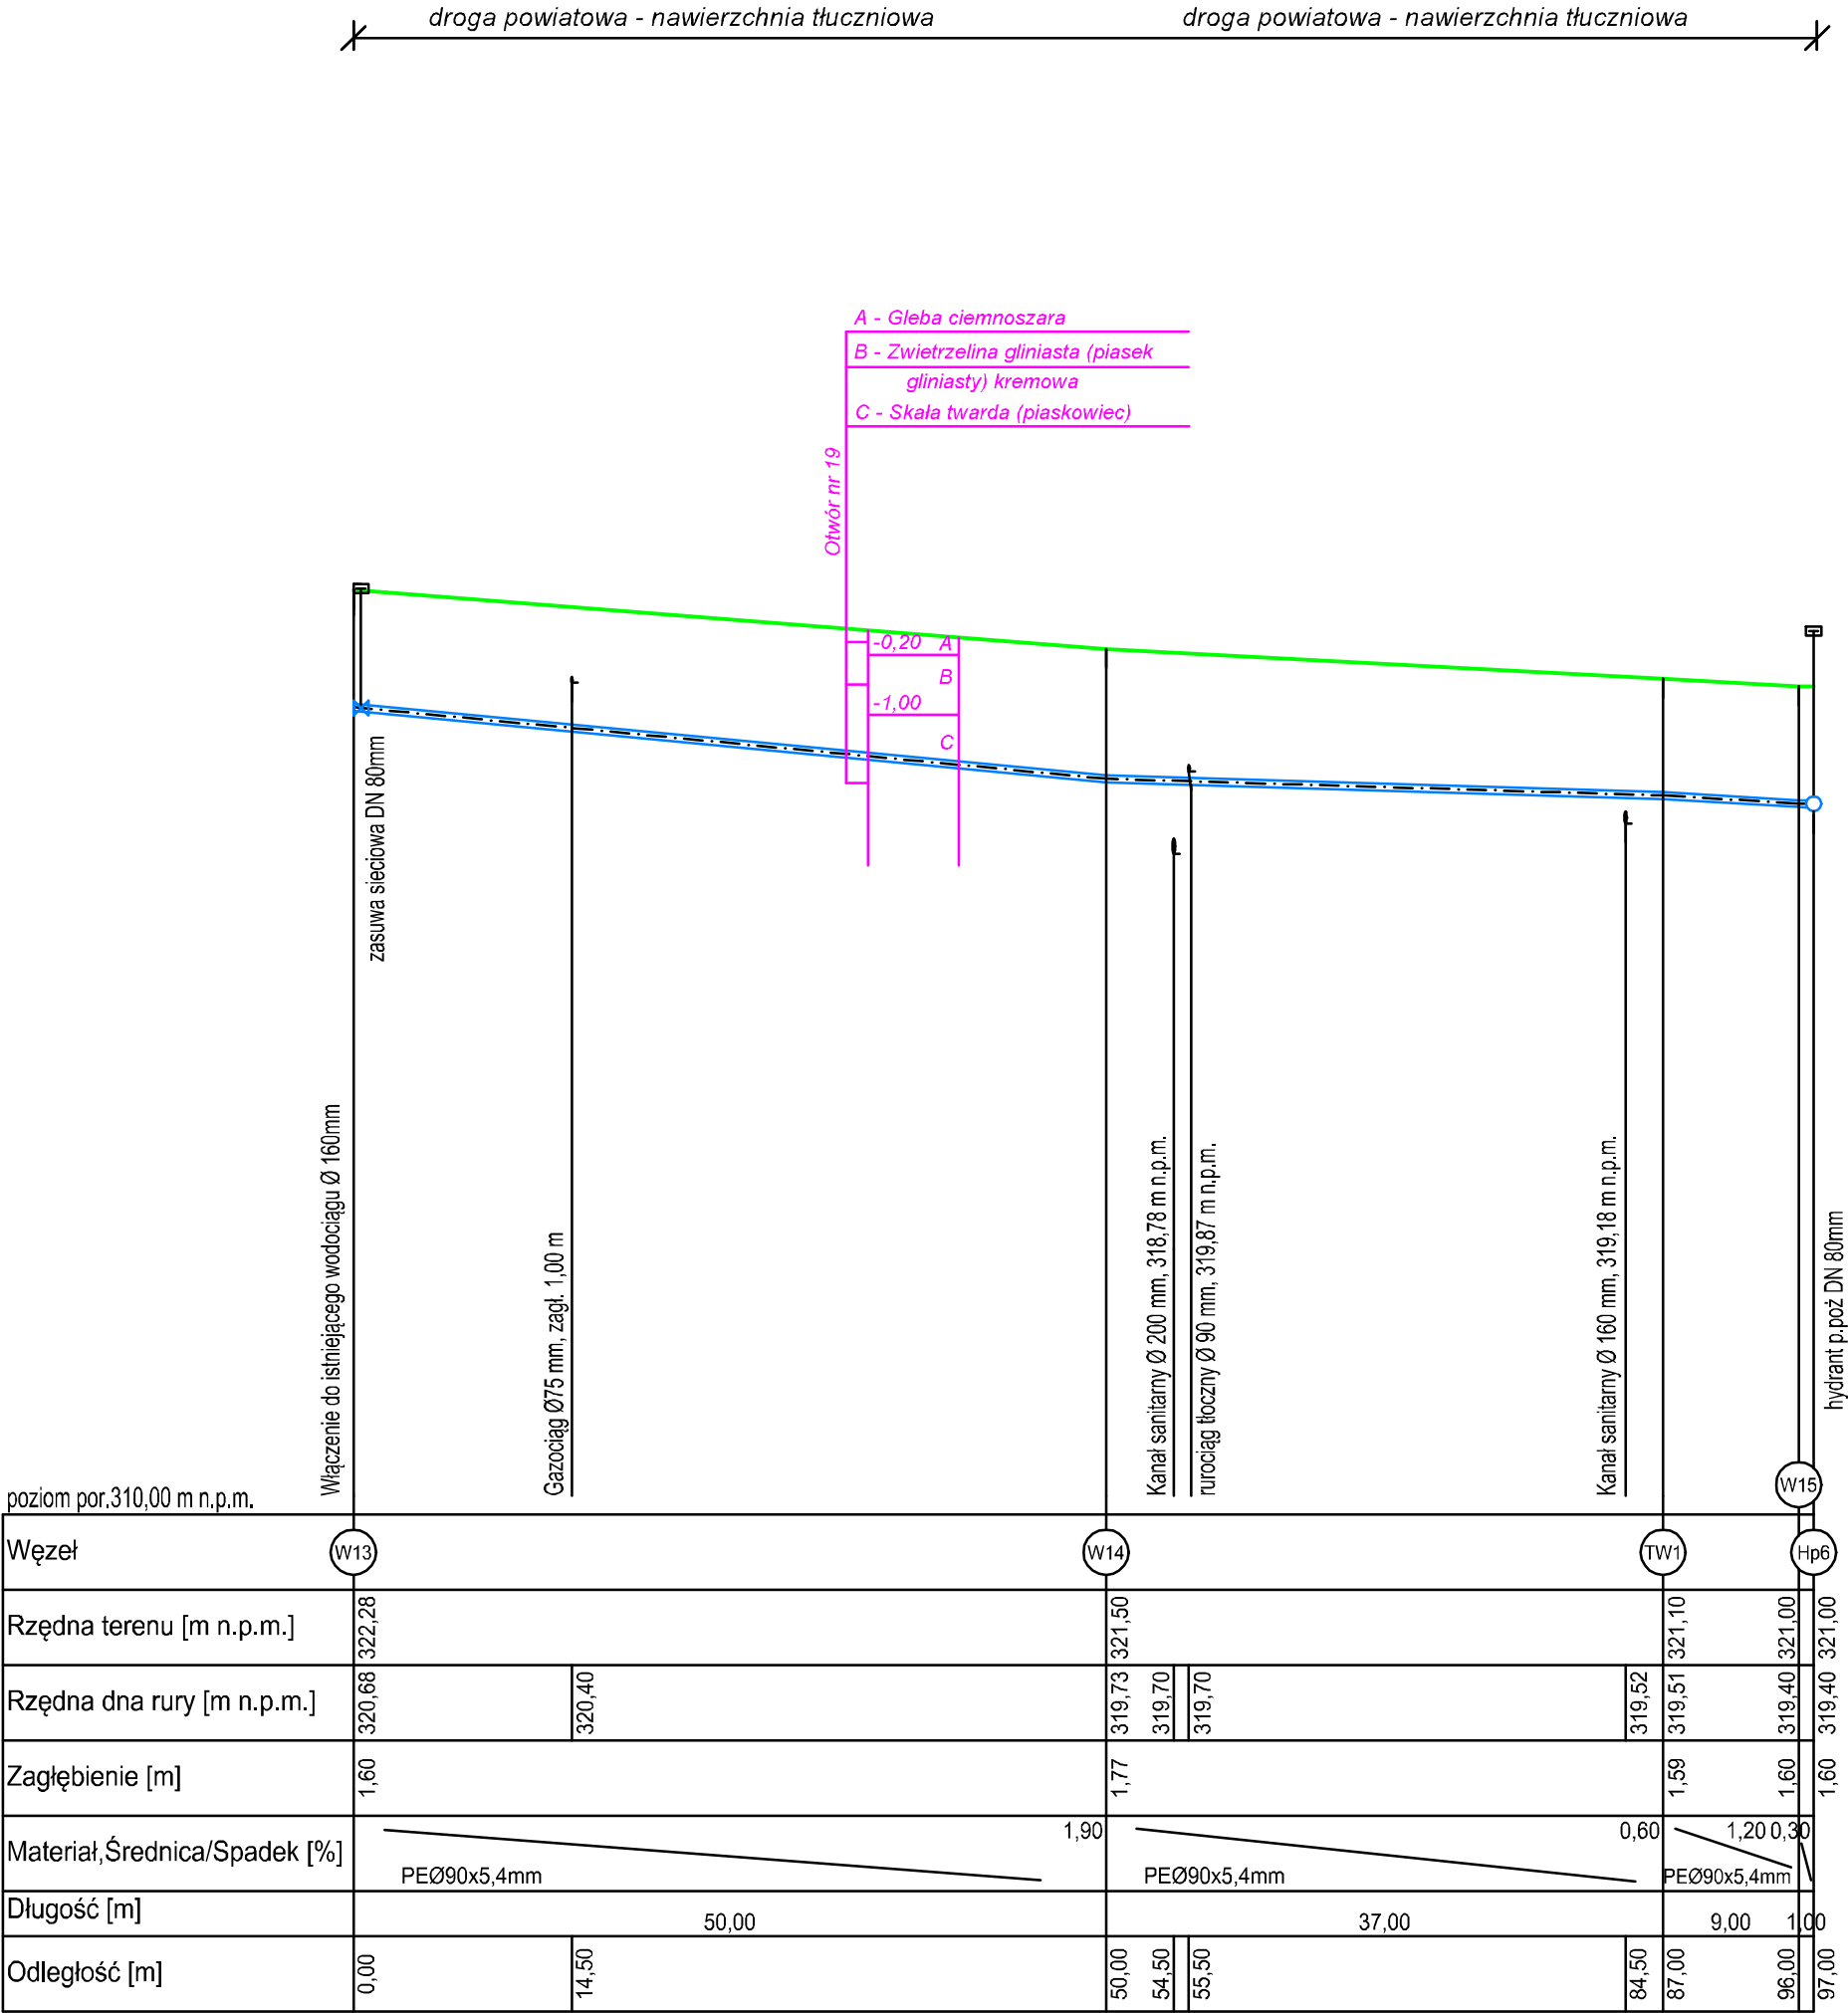 droga powiatowa - nawierzchnia tłuczniowa
droga powiatowa - nawierzchnia tłuczniowa
A - Gleba ciemnoszara
B - Zwietrzelina gliniasta (piasek
gliniasty) kremowa
C - Skała twarda (piaskowiec)
Otwór nr 19
-0,20 A
B
-1,00
C
zasuwa sieciowa DN 80mm
Włączenie do istniejącego wodociągu Ø 160mm
Gazociąg Ø75 mm, zagł. 1,00 m
Kanał sanitarny Ø 200 mm, 318,78 m n.p.m.
rurociąg tłoczny Ø 90 mm, 319,87 m n.p.m.
Kanał sanitarny Ø 160 mm, 319,18 m n.p.m.
hydrant p.poż DN 80mm
poziom por.310,00 m n.p.m.
W15
Węzeł W13 W14 TW1 Hp6
Rzędna terenu [m n.p.m.] 322,28 321,50 321,10 321,00 321,00
Rzędna dna rury [m n.p.m.] 320,68 320,40 319,73 319,70 319,70 319,52 319,51 319,40 319,40
Zagłębienie [m] 1,60 1,77 1,59 1,60 1,60
Materiał,Średnica/Spadek [%] 1,90 0,60 1,20 0,30
PEØ90x5,4mm PEØ90x5,4mm PEØ90x5,4mm
Długość [m] 50,00 37,00 9,00 1,00
Odległość [m] 0,00 14,50 50,00 54,50 55,50 84,50 87,00 96,00 97,00